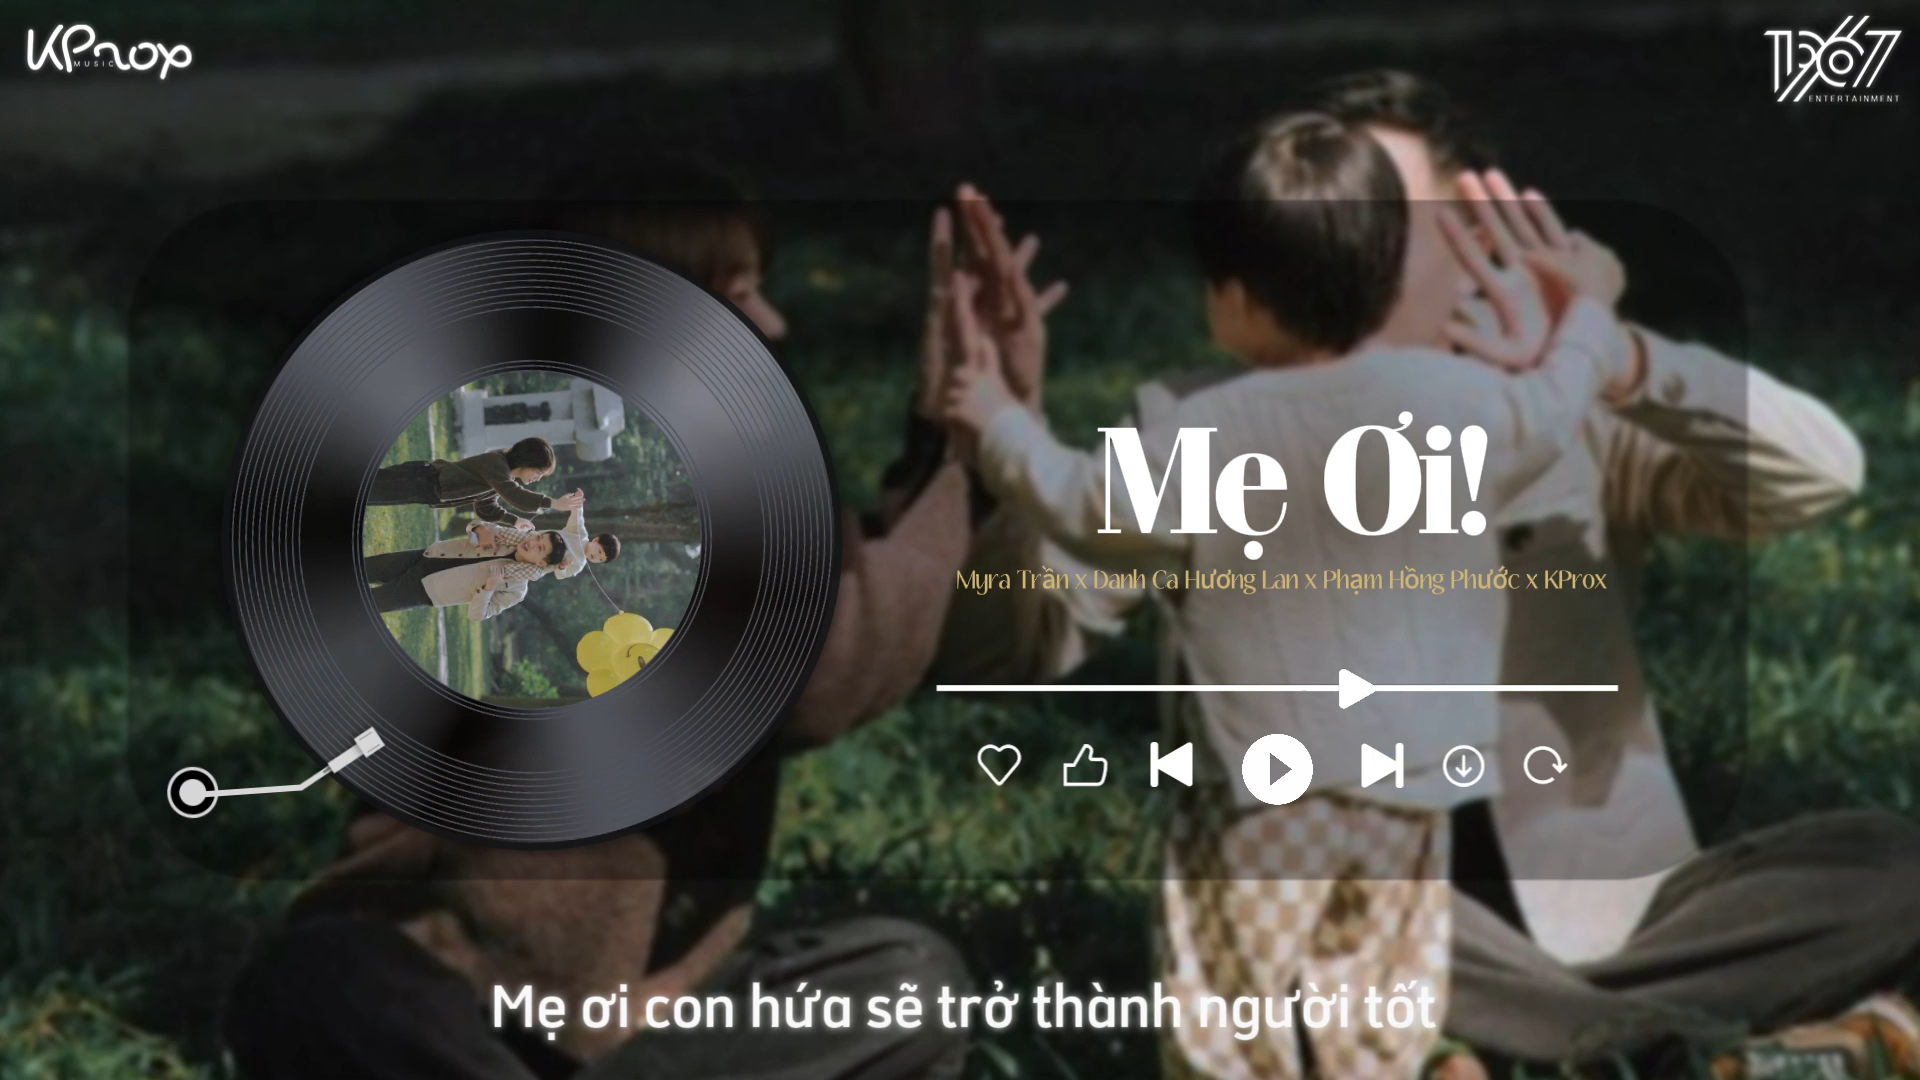 KProx
MUSIC
1967
ENTERTAINMENT
Mẹ Ơi!
Myra Trần x Danh Ca Hương Lan x Phạm Hồng Phước x KProx
Mẹ ơi con hứa sẽ trở thành người tốt